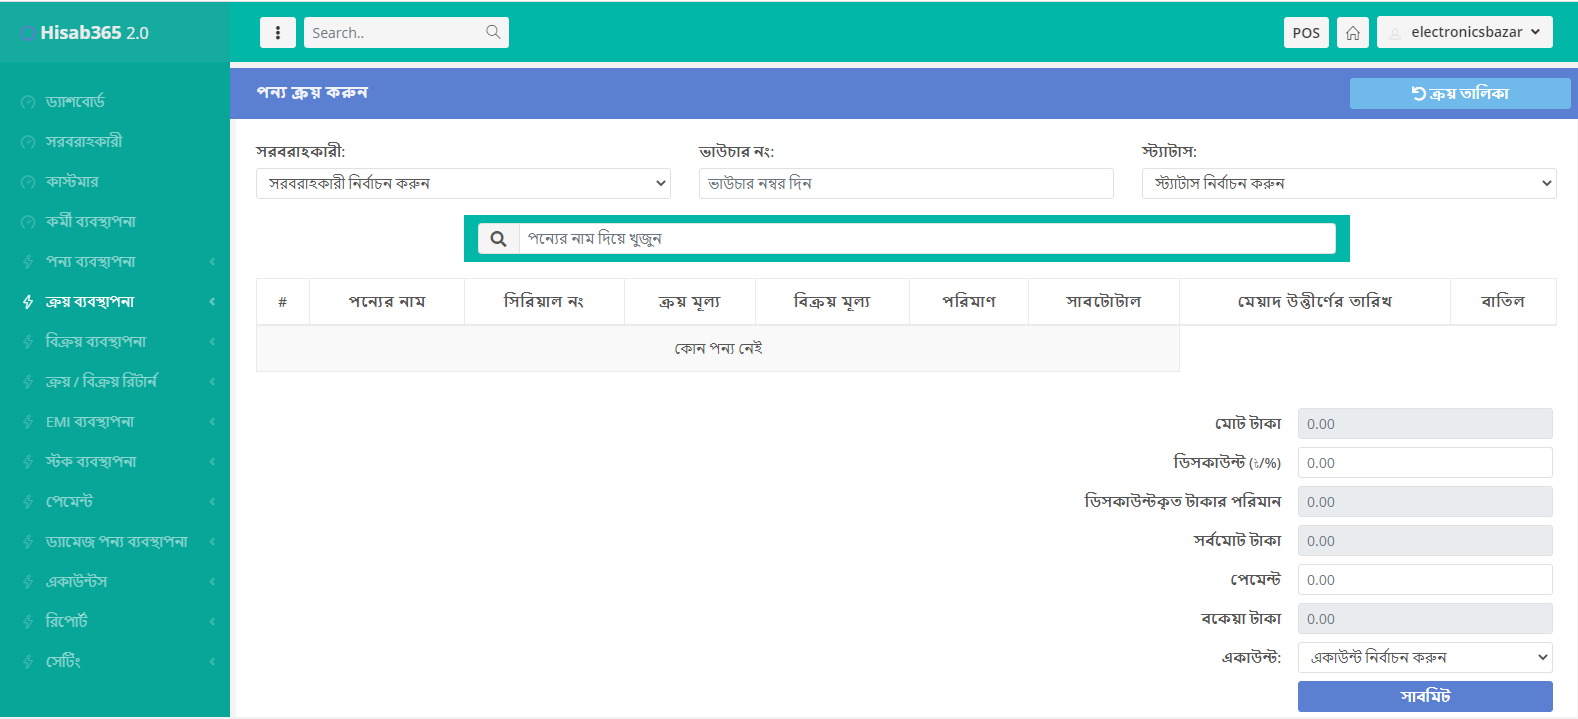 Hisab365 2.0
Search..
POS
electronicsbazar
ড্যাশবোর্ড
সরবরাহকারী
কাস্টমার
কর্মী ব্যবস্থাপনা
পন্য ব্যবস্থাপনা
ক্রয় ব্যবস্থাপনা
বিক্রয় ব্যবস্থাপনা
ক্রয় / বিক্রয় রিটার্ন
EMI ব্যবস্থাপনা
স্টক ব্যবস্থাপনা
পেমেন্ট
ড্যামেজ পন্য ব্যবস্থাপনা
একাউন্টস
রিপোর্ট
সেটিং
পন্য ক্রয় করুন
ক্রয় তালিকা
সরবরাহকারী: ভাউচার নং: স্ট্যাটাস:
সরবরাহকারী নির্বাচন করুন ভাউচার নম্বর দিন স্ট্যাটাস নির্বাচন করুন
পন্যের নাম দিয়ে খুজুন
# পন্যের নাম সিরিয়াল নং ক্রয় মূল্য বিক্রয় মূল্য পরিমাণ সাবটোটাল মেয়াদ উত্তীর্ণের তারিখ বাতিল
কোন পন্য নেই
মোট টাকা 0.00
ডিসকাউন্ট (৳/%) 0.00
ডিসকাউন্টকৃত টাকার পরিমান 0.00
সর্বমোট টাকা 0.00
পেমেন্ট 0.00
বকেয়া টাকা 0.00
একাউন্ট: একাউন্ট নির্বাচন করুন
সাবমিট